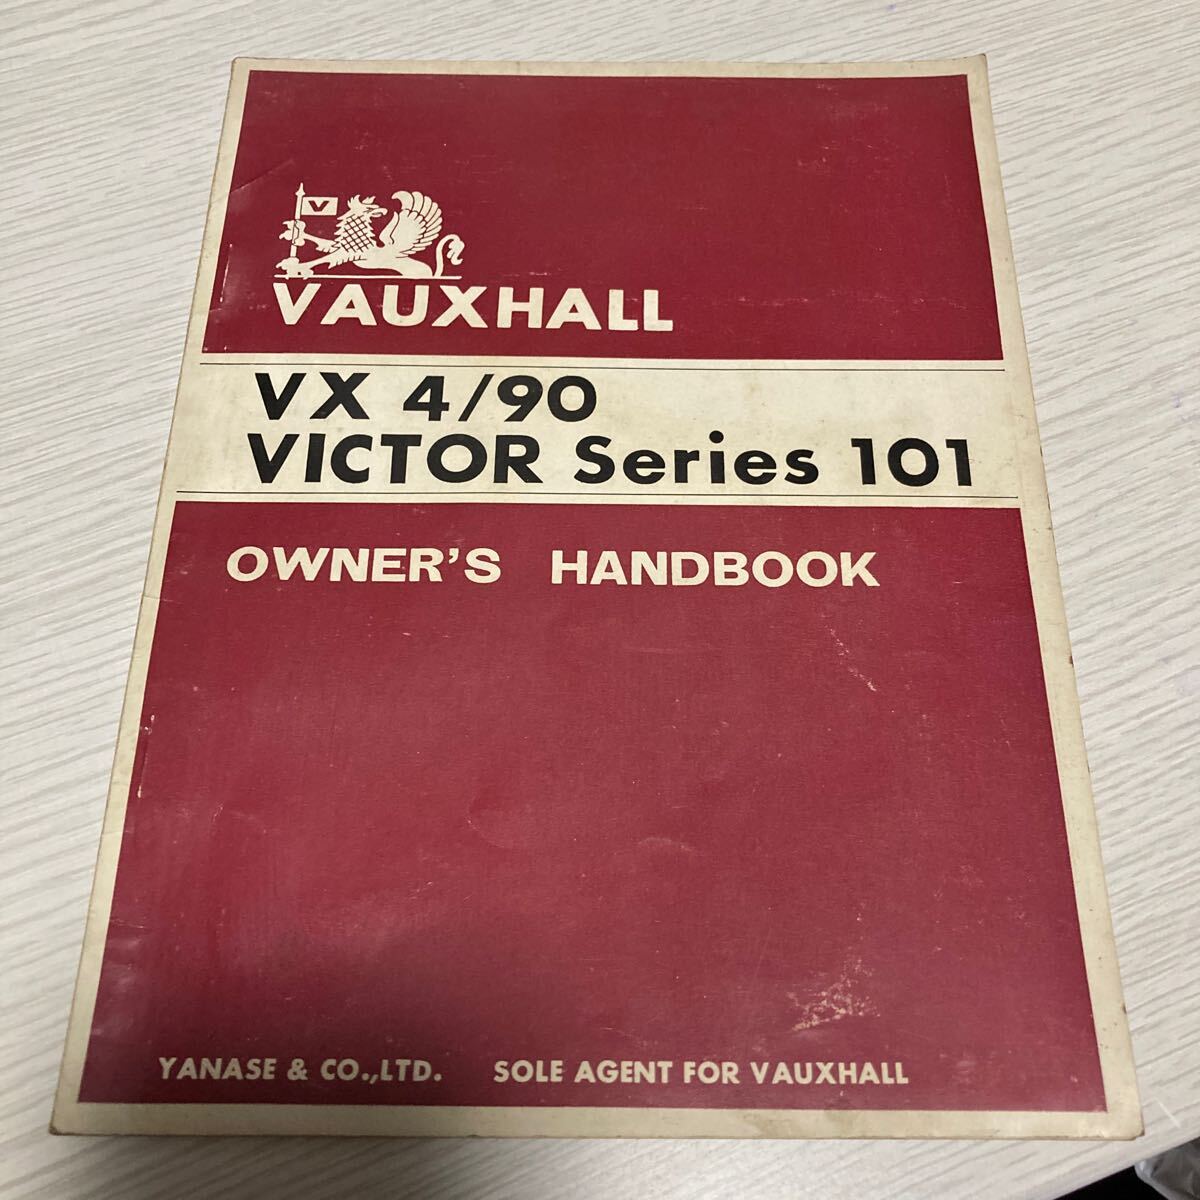 V
VAUXHALL
VX 4/90
VICTOR Series 101
OWNER'S HANDBOOK
YANASE & CO.,LTD. SOLE AGENT FOR VAUXHALL